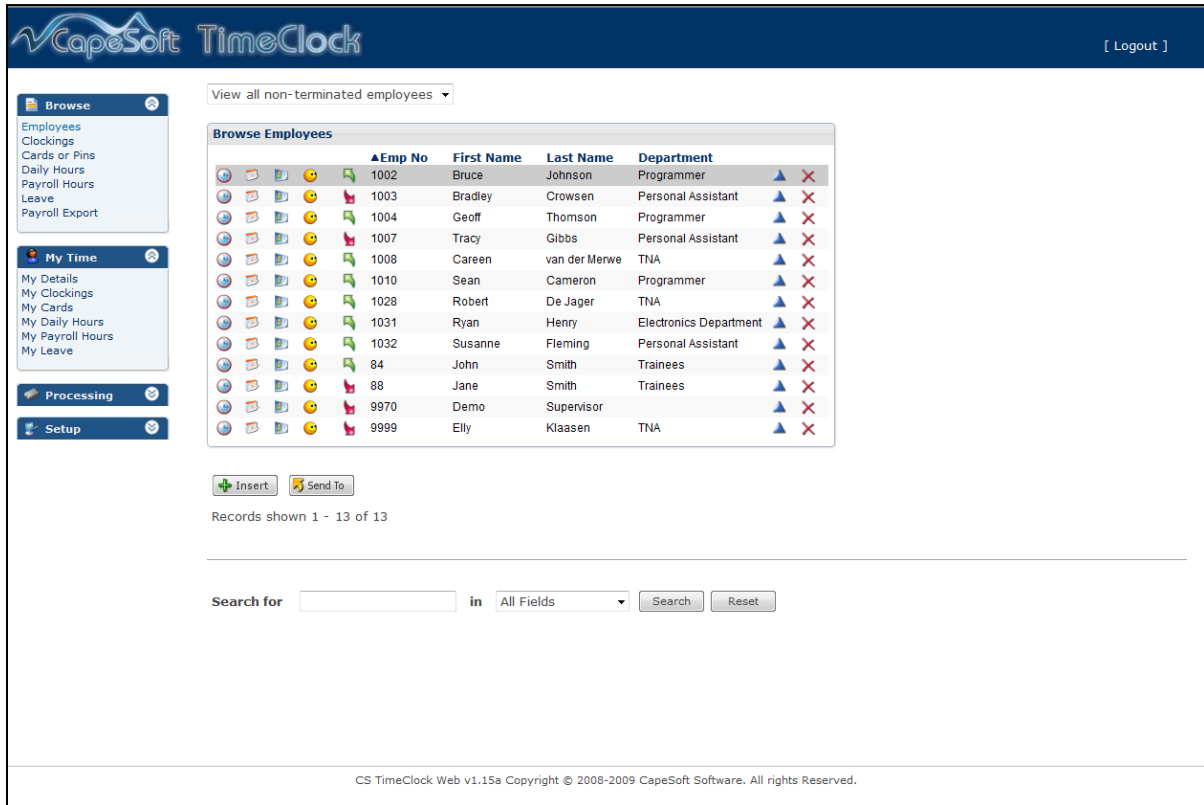 CapeSoft TimeClock
[ Logout ]
View all non-terminated employees
Browse
Employees
Clockings
Cards or Pins
Daily Hours
Payroll Hours
Leave
Payroll Export
My Time
My Details
My Clockings
My Cards
My Daily Hours
My Payroll Hours
My Leave
Processing
Setup
Browse Employees
Emp No First Name Last Name Department
1002 Bruce Johnson Programmer
1003 Bradley Crowsen Personal Assistant
1004 Geoff Thomson Programmer
1007 Tracy Gibbs Personal Assistant
1008 Careen van der Merwe TNA
1010 Sean Cameron Programmer
1028 Robert De Jager TNA
1031 Ryan Henry Electronics Department
1032 Susanne Fleming Personal Assistant
84 John Smith Trainees
88 Jane Smith Trainees
9970 Demo Supervisor
9999 Elly Klaasen TNA
Insert Send To
Records shown 1 - 13 of 13
Search for in All Fields Search Reset
CS TimeClock Web v1.15a Copyright © 2008-2009 CapeSoft Software. All rights Reserved.